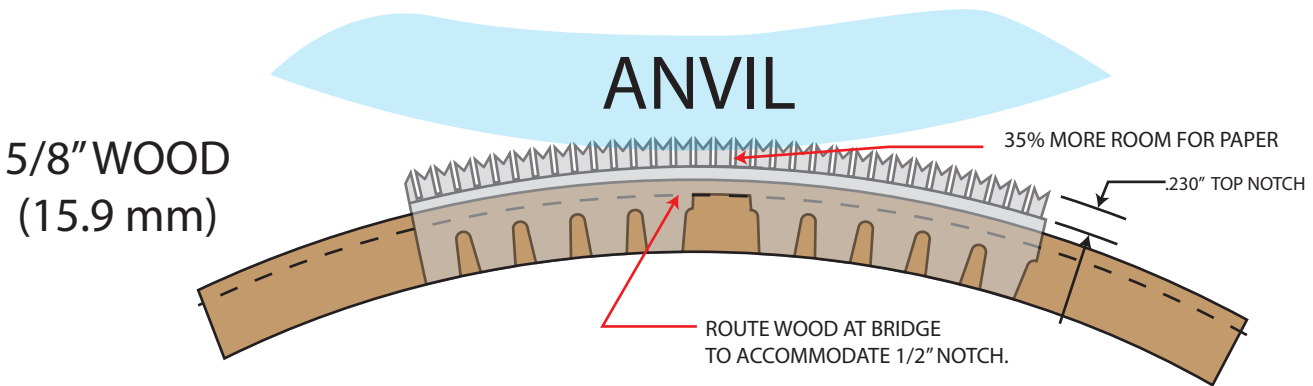 ANVIL
5/8" WOOD
(15.9 mm)
35% MORE ROOM FOR PAPER
.230" TOP NOTCH
ROUTE WOOD AT BRIDGE
TO ACCOMMODATE 1/2" NOTCH.